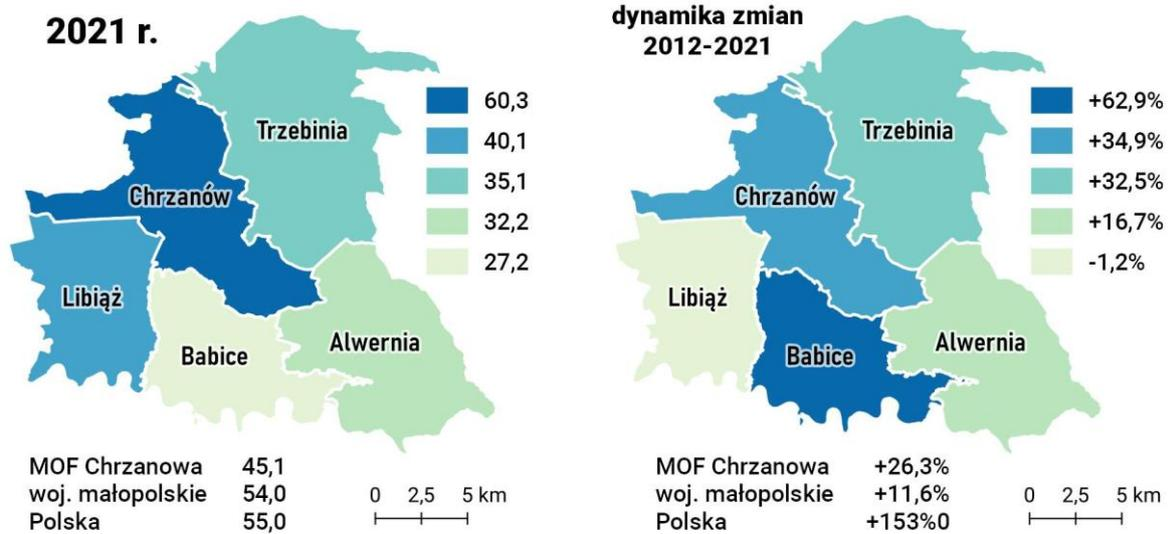 2021 r.
60,3
40,1
35,1
32,2
27,2
Trzebinia
Chrzanów
Libiąż
Babice
Alwernia
MOF Chrzanowa 45,1
woj. małopolskie 54,0
Polska 55,0
0 2,5 5 km
dynamika zmian
2012-2021
+62,9%
+34,9%
+32,5%
+16,7%
-1,2%
Trzebinia
Chrzanów
Libiąż
Babice
Alwernia
MOF Chrzanowa +26,3%
woj. małopolskie +11,6%
Polska +153%0
0 2,5 5 km